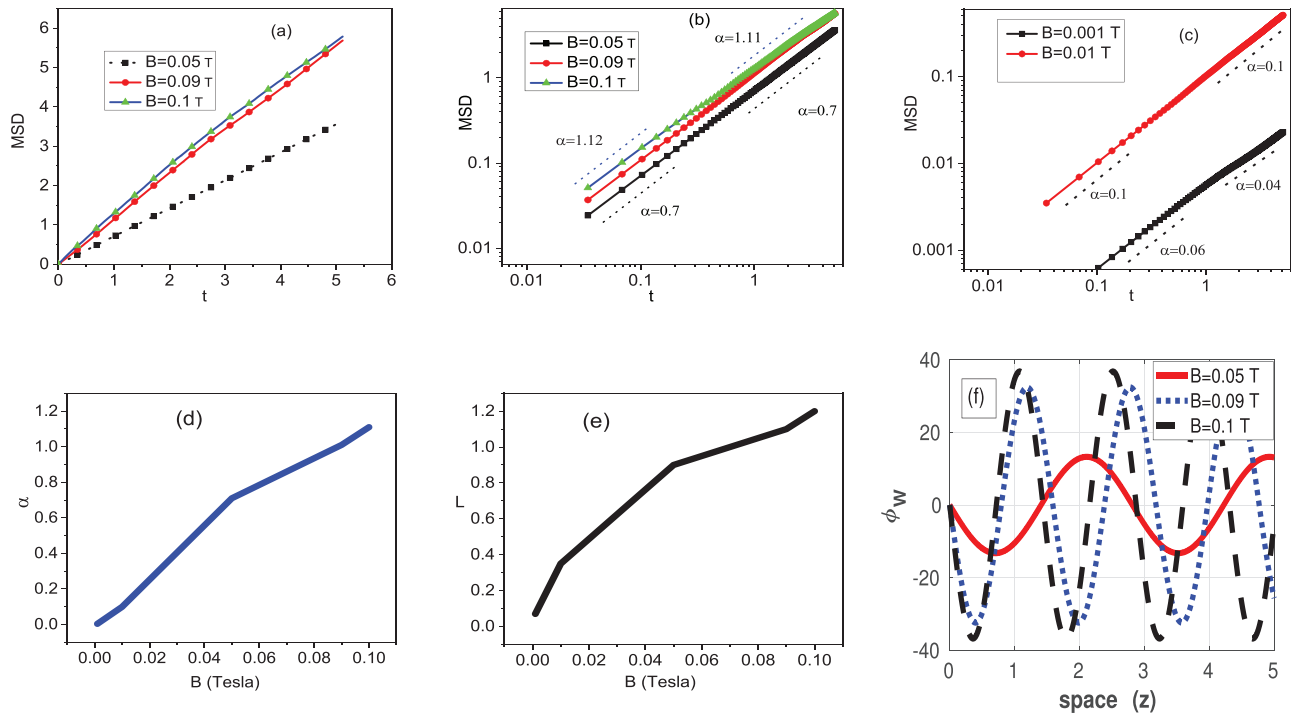 (a)
B=0.05 T
B=0.09 T
B=0.1 T
MSD
6
5
4
3
2
1
0
0 1 2 3 4 5 6
t
(b)
B=0.05 T
B=0.09 T
B=0.1 T
α=1.11
α=0.7
α=1.12
α=0.7
MSD
1
0.1
0.01
0.01 0.1 1
t
(c)
B=0.001 T
B=0.01 T
α=0.1
α=0.1
α=0.04
α=0.06
MSD
0.1
0.01
0.001
0.01 0.1 1
t
(d)
α
1.2
1.0
0.8
0.6
0.4
0.2
0.0
0.00 0.02 0.04 0.06 0.08 0.10
B (Tesla)
(e)
Γ
1.2
1.0
0.8
0.6
0.4
0.2
0.0
0.00 0.02 0.04 0.06 0.08 0.10
B (Tesla)
(f)
B=0.05 T
B=0.09 T
B=0.1 T
ϕw
40
20
0
-20
-40
0 1 2 3 4 5
space (z)